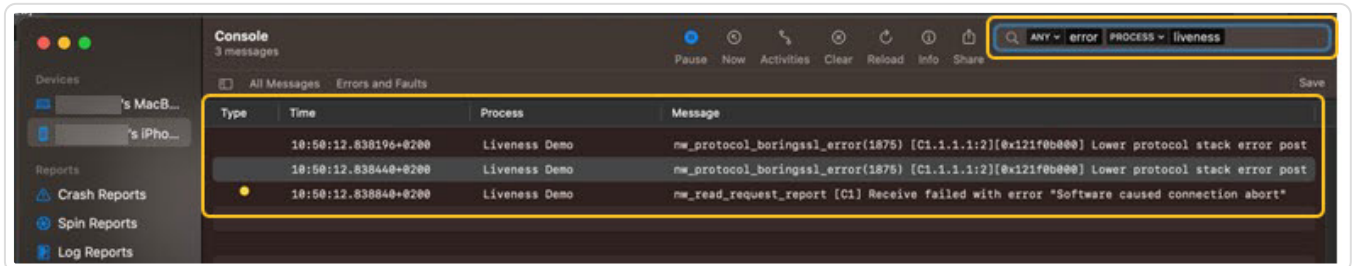 Console
3 messages
Pause Now Activities Clear Reload Info Share
ANY error PROCESS liveness
Devices
All Messages Errors and Faults
Save
's MacB...
's iPho...
Type Time Process Message
10:50:12.838196+0200 Liveness Demo nw_protocol_boringssl_error(1875) [C1.1.1.1:2][0x121f0b000] Lower protocol stack error post
10:50:12.838440+0200 Liveness Demo nw_protocol_boringssl_error(1875) [C1.1.1.1:2][0x121f0b000] Lower protocol stack error post
10:50:12.838840+0200 Liveness Demo nw_read_request_report [C1] Receive failed with error "Software caused connection abort"
Reports
Crash Reports
Spin Reports
Log Reports